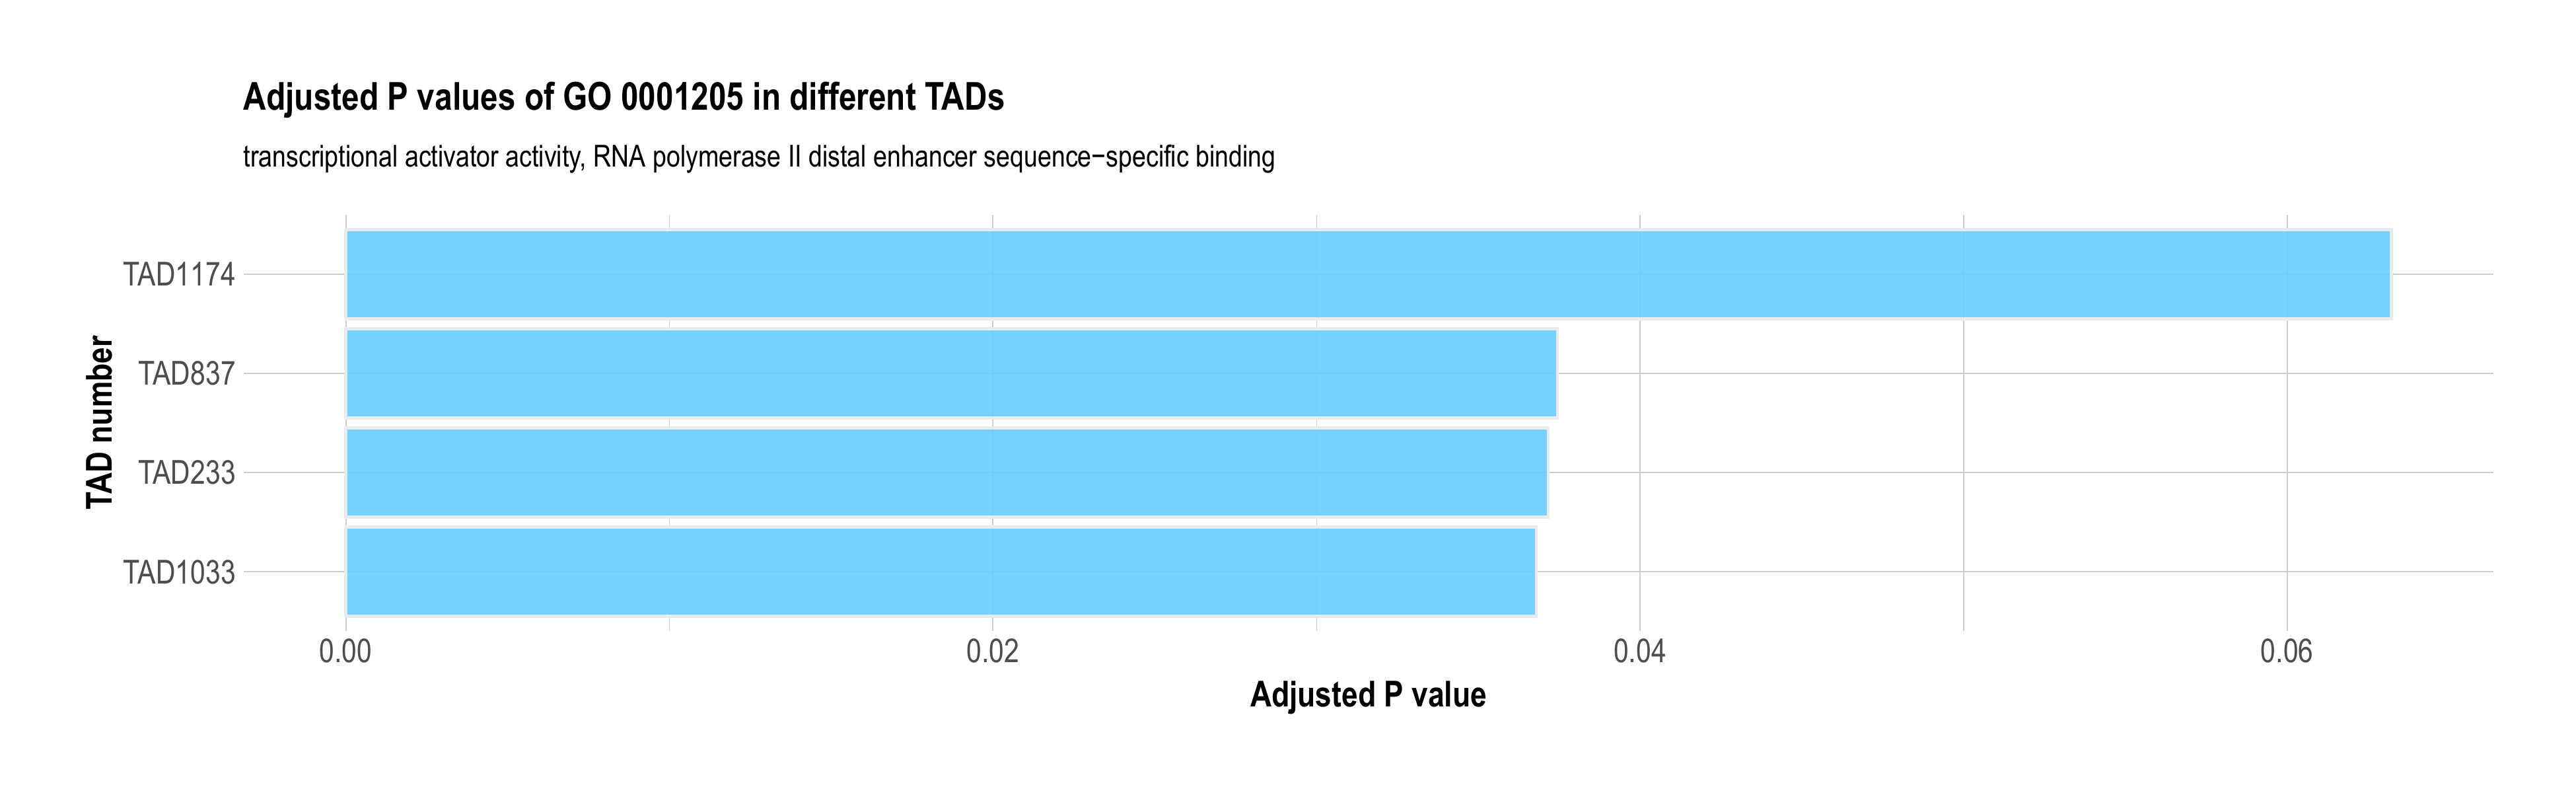 Adjusted P values of GO 0001205 in different TADs
transcriptional activator activity, RNA polymerase II distal enhancer sequence−specific binding
TAD number
TAD1174
TAD837
TAD233
TAD1033
0.00 0.02 0.04 0.06
Adjusted P value